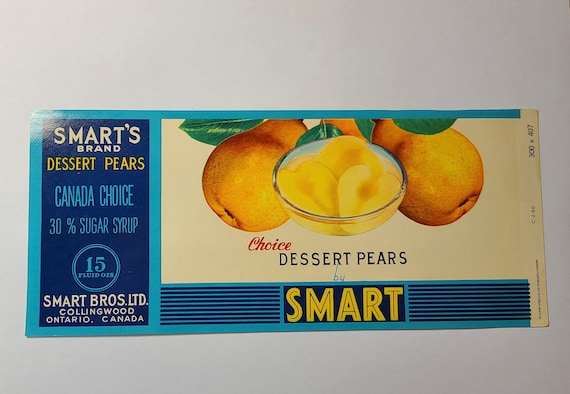 SMART'S
BRAND
DESSERT PEARS
CANADA CHOICE
30 % SUGAR SYRUP
15
FLUID OZS.
SMART BROS. LTD.
COLLINGWOOD
ONTARIO, CANADA
Choice
DESSERT PEARS
by
SMART
300 x 407